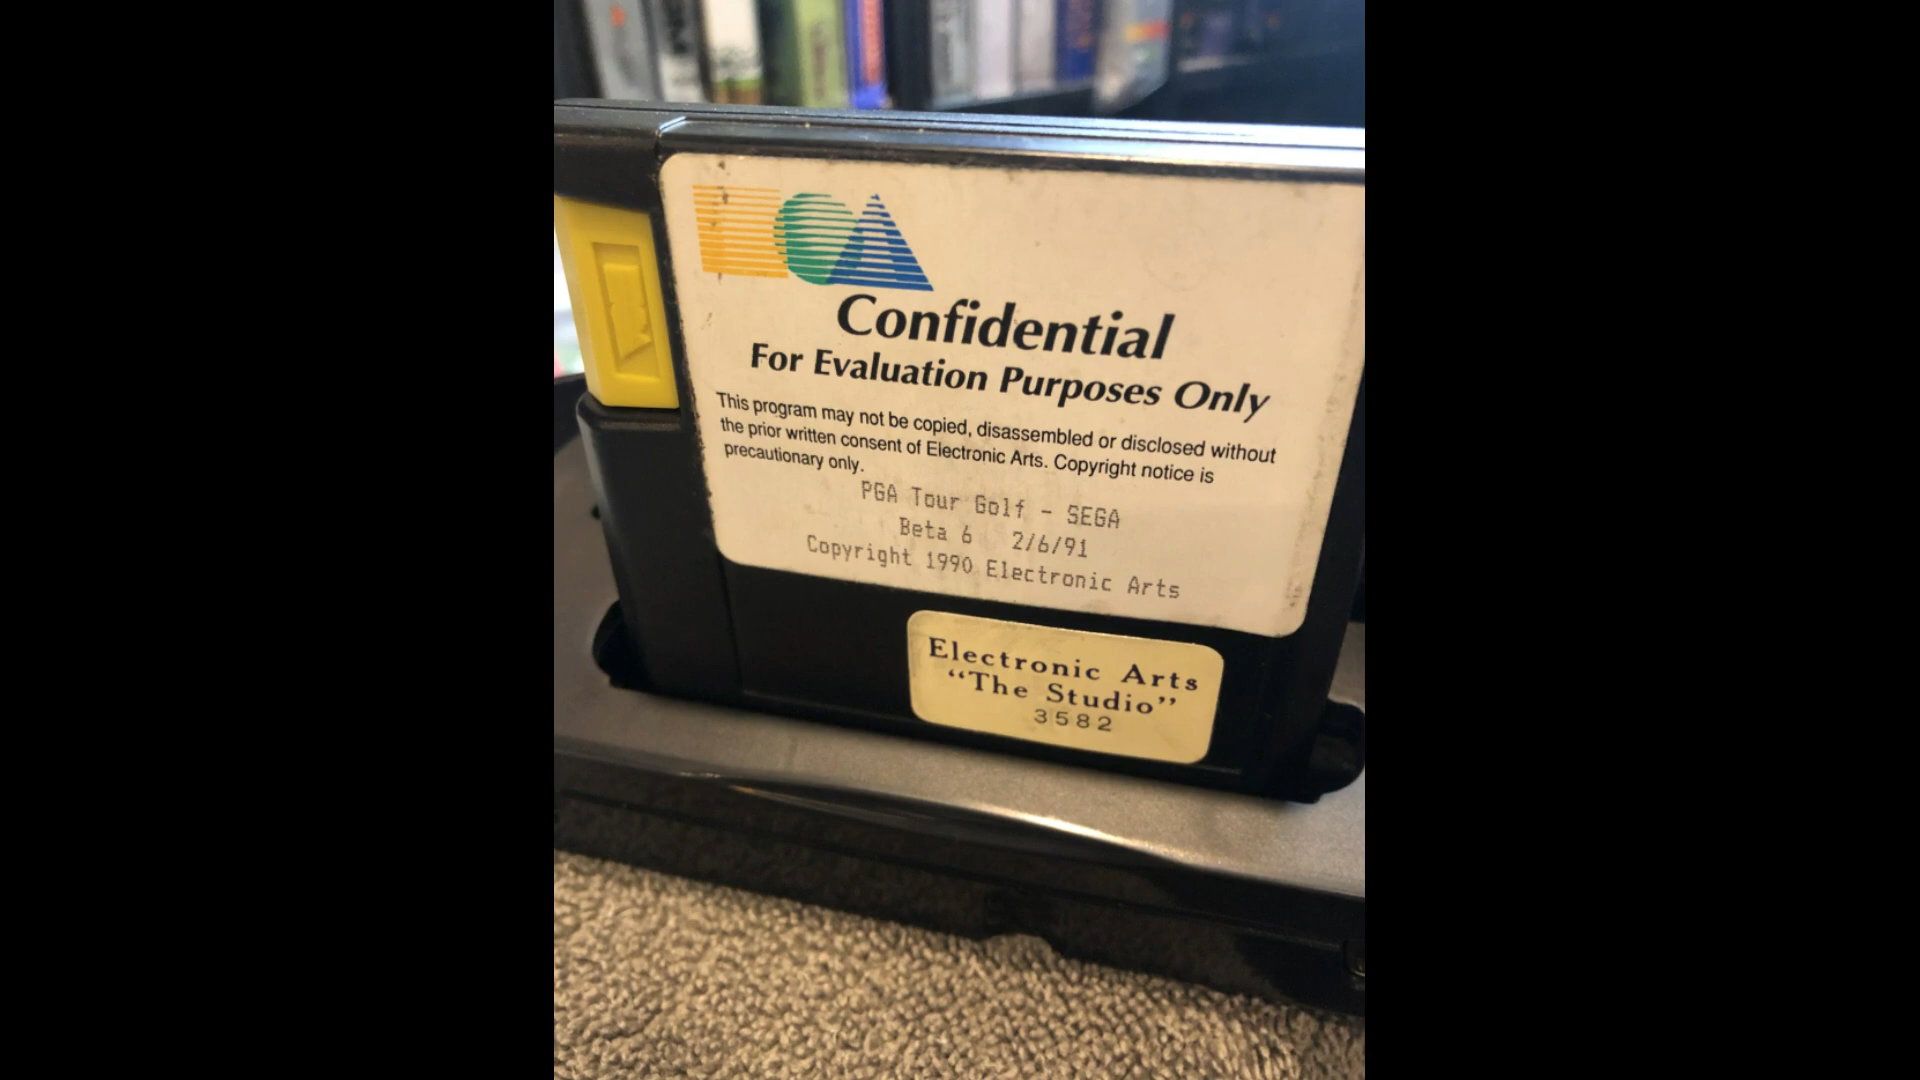 Confidential
For Evaluation Purposes Only
This program may not be copied, disassembled or disclosed without
the prior written consent of Electronic Arts. Copyright notice is
precautionary only.
PGA Tour Golf - SEGA
Beta 6 2/6/91
Copyright 1990 Electronic Arts
Electronic Arts
“The Studio”
3582